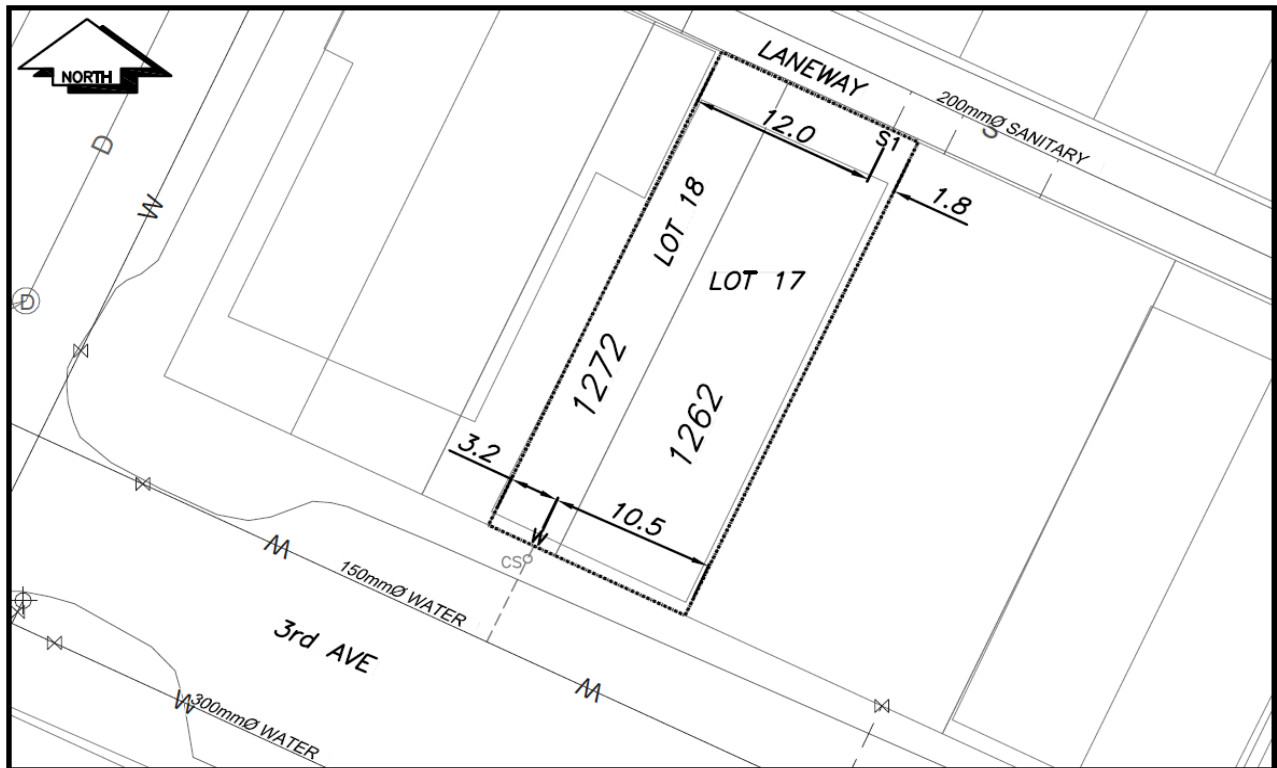 NORTH
LANEWAY
200mmØ SANITARY
S
12.0
S1
1.8
D
W
LOT 18
LOT 17
D
1272
1262
3.2
10.5
W
CS
W
150mmØ WATER
3rd AVE
W
W
300mmØ WATER